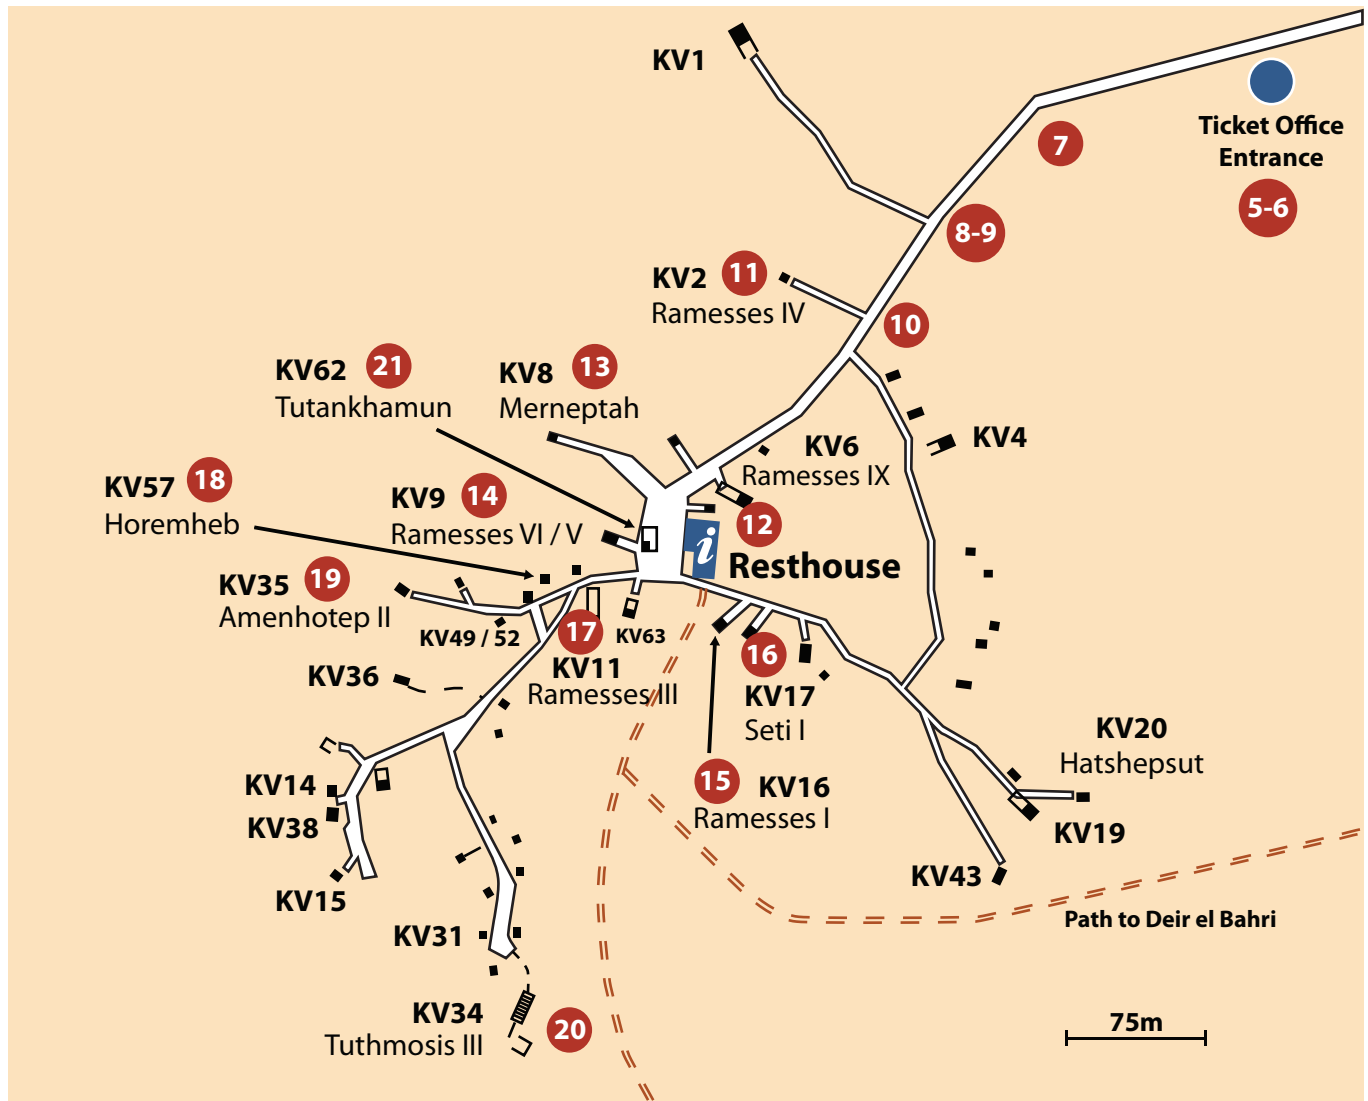 KV1
Ticket Office
Entrance
7
5-6
8-9
KV2 11
Ramesses IV
10
KV62 21
Tutankhamun
KV8 13
Merneptah
KV4
KV6
Ramesses IX
KV57 18
Horemheb
KV9 14
Ramesses VI / V
12
i
Resthouse
KV35 19
Amenhotep II
KV49 / 52
17
KV63
KV11
Ramesses III
16
KV17
Seti I
KV36
KV20
Hatshepsut
15 KV16
Ramesses I
KV14
KV38
KV19
KV15
KV43
Path to Deir el Bahri
KV31
KV34
Tuthmosis III
20
75m